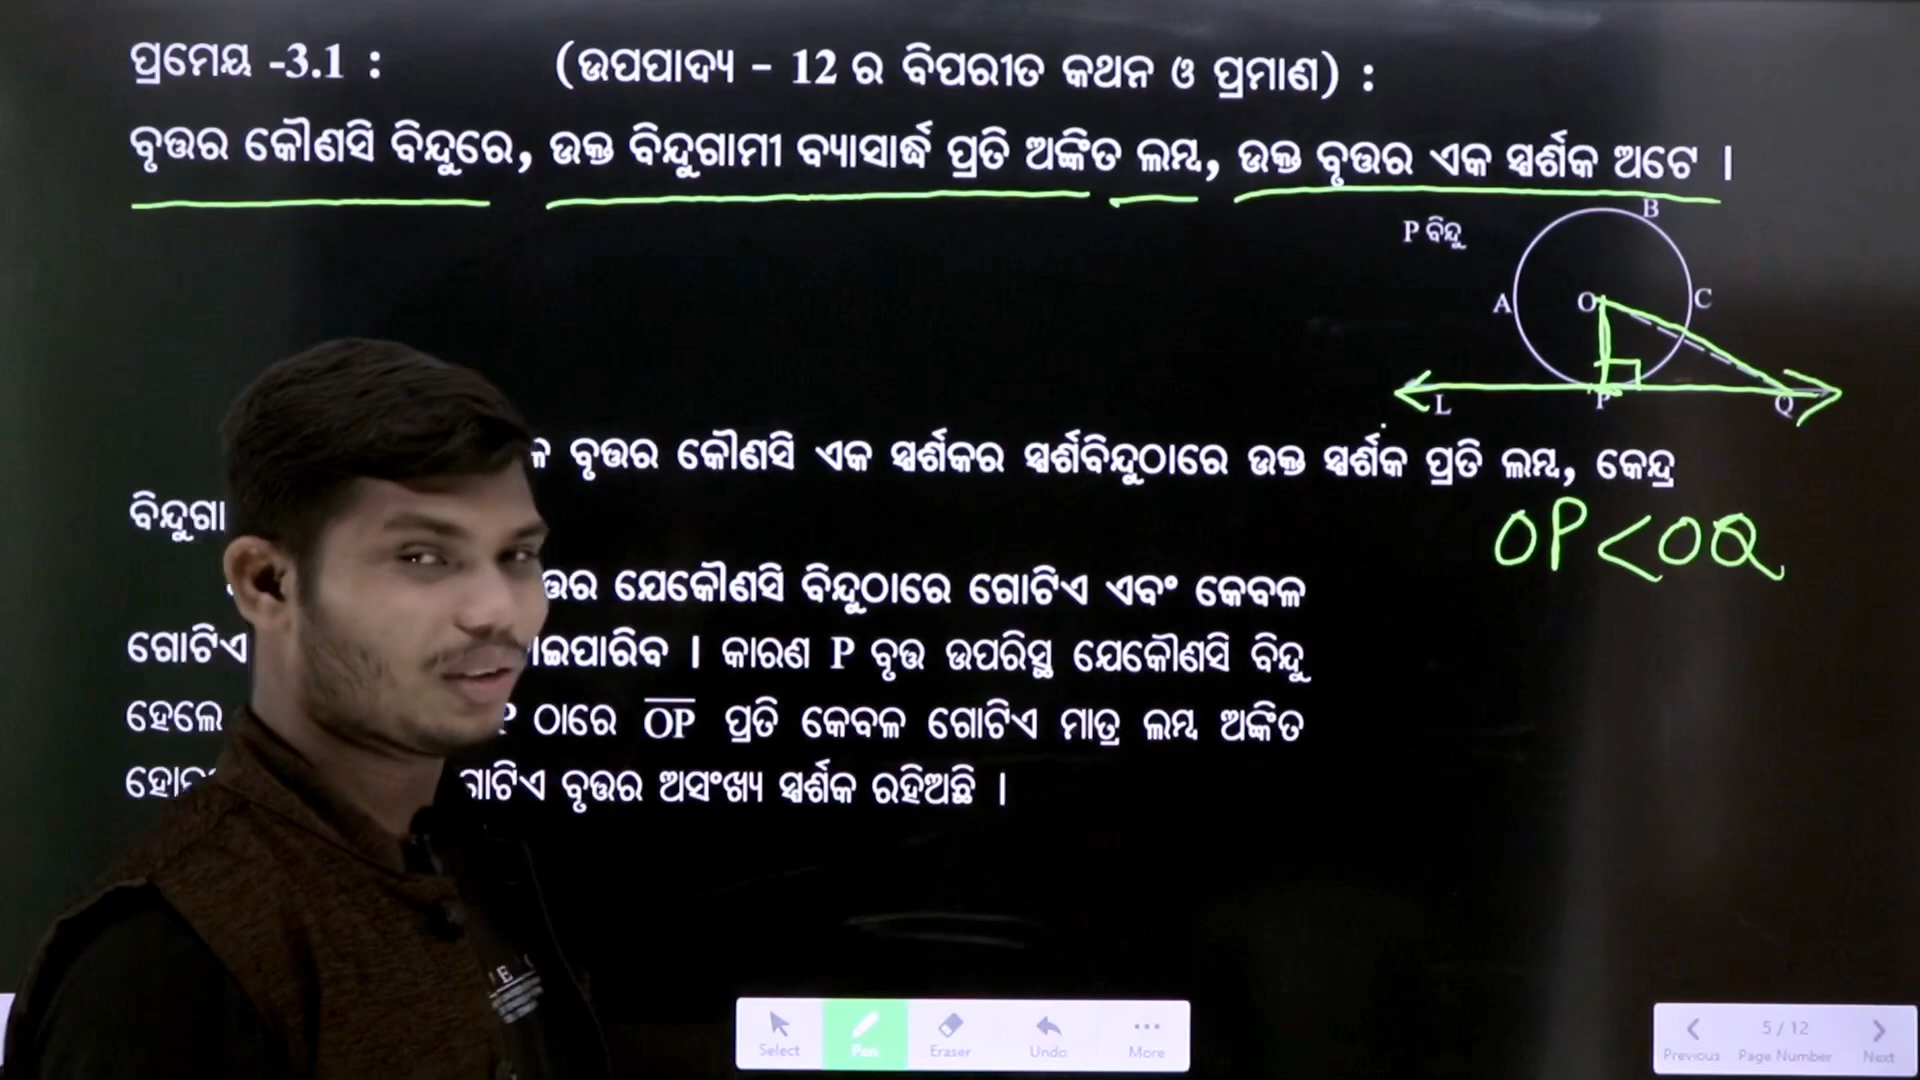 ପ୍ରମେୟ -3.1 : (ଉପପାଦ୍ୟ - 12 ର ବିପରୀତ କଥନ ଓ ପ୍ରମାଣ) :
ବୃତ୍ତର କୌଣସି ବିନ୍ଦୁରେ, ଉକ୍ତ ବିନ୍ଦୁଗାମୀ ବ୍ୟାସାର୍ଦ୍ଧ ପ୍ରତି ଅଙ୍କିତ ଲମ୍ବ, ଉକ୍ତ ବୃତ୍ତର ଏକ ସ୍ପର୍ଶକ ଅଟେ ।
B
P ବିନ୍ଦୁ
A O C
L P Q
ବୃତ୍ତର କୌଣସି ଏକ ସ୍ପର୍ଶକର ସ୍ପର୍ଶବିନ୍ଦୁଠାରେ ଉକ୍ତ ସ୍ପର୍ଶକ ପ୍ରତି ଲମ୍ବ, କେନ୍ଦ୍ର
ବିନ୍ଦୁଗା
OP<OQ
ଯେକୌଣସି ବିନ୍ଦୁଠାରେ ଗୋଟିଏ ଏବଂ କେବଳ
ଗୋଟିଏ ାଇପାରିବ । କାରଣ P ବୃତ୍ତ ଉପରିସ୍ଥ ଯେକୌଣସି ବିନ୍ଦୁ
ହେଲେ P ଠାରେ O̅P̅ ପ୍ରତି କେବଳ ଗୋଟିଏ ମାତ୍ର ଲମ୍ବ ଅଙ୍କିତ
ଗୋଟିଏ ବୃତ୍ତର ଅସଂଖ୍ୟ ସ୍ପର୍ଶକ ରହିଅଛି ।
Select Pen Eraser Undo More
5 / 12
Previous Page Number Next